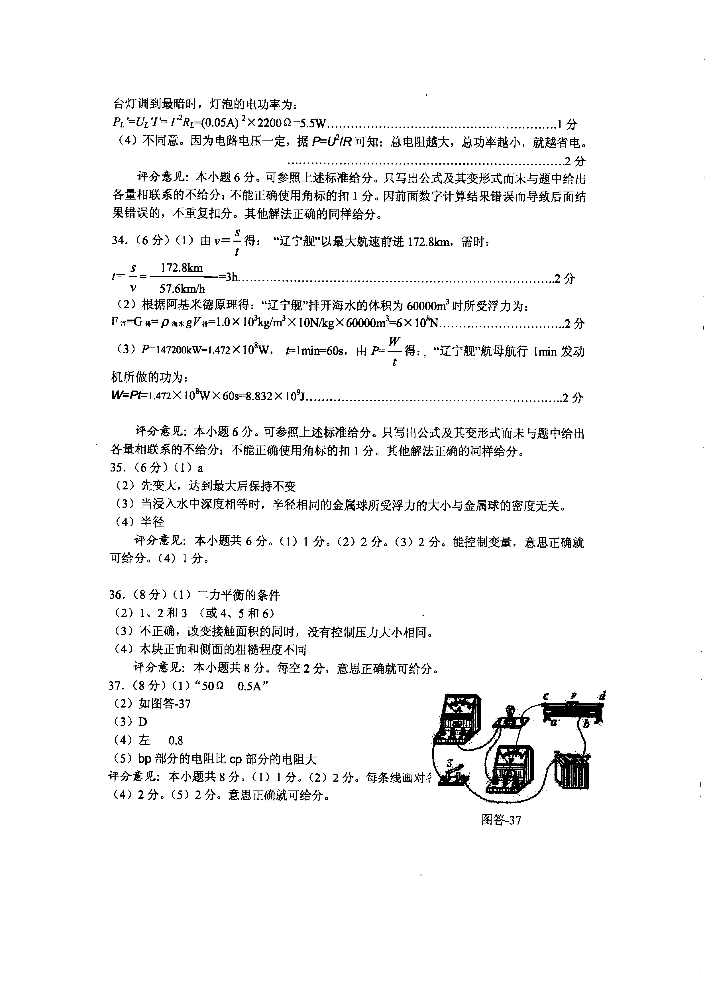 台灯调到最暗时，灯泡的电功率为：
P_L'=U_L'I'=I'²R_L=(0.05A)²×2200Ω=5.5W……………………………………………………1 分
（4）不同意。因为电路电压一定，据 P=U²/R 可知：总电阻越大，总功率越小，就越省电。
………………………………………………………………2 分
评分意见：本小题 6 分。可参照上述标准给分。只写出公式及其变形式而未与题中给出
各量相联系的不给分；不能正确使用角标的扣 1 分。因前面数字计算结果错误而导致后面结
果错误的，不重复扣分。其他解法正确的同样给分。
34.（6 分）（1）由 v=s/t 得： “辽宁舰”以最大航速前进 172.8km，需时：
t=s/v=172.8km/57.6km/h=3h………………………………………………………………2 分
（2）根据阿基米德原理得：“辽宁舰”排开海水的体积为 60000m³ 时所受浮力为：
F浮=G排=ρ海水gV排=1.0×10³kg/m³×10N/kg×60000m³=6×10⁸N…………………………2 分
（3）P=147200kW=1.472×10⁸W， t=1min=60s，由 P=W/t 得：“辽宁舰”航母航行 1min 发动
机所做的功为：
W=Pt=1.472×10⁸W×60s=8.832×10⁹J……………………………………………………2 分
评分意见：本小题 6 分。可参照上述标准给分。只写出公式及其变形式而未与题中给出
各量相联系的不给分；不能正确使用角标的扣 1 分。其他解法正确的同样给分。
35.（6 分）（1）a
（2）先变大，达到最大后保持不变
（3）当浸入水中深度相等时，半径相同的金属球所受浮力的大小与金属球的密度无关。
（4）半径
评分意见：本小题共 6 分。（1）1 分。（2）2 分。（3）2 分。能控制变量，意思正确就
可给分。（4）1 分。
36.（8 分）（1）二力平衡的条件
（2）1、2 和 3 （或 4、5 和 6）
（3）不正确，改变接触面积的同时，没有控制压力大小相同。
（4）木块正面和侧面的粗糙程度不同
评分意见：本小题共 8 分。每空 2 分，意思正确就可给分。
37.（8 分）（1）“50Ω 0.5A”
（2）如图答-37
（3）D
（4）左 0.8
（5）bp 部分的电阻比 cp 部分的电阻大
评分意见：本小题共 8 分。（1）1 分。（2）2 分。每条线画对
（4）2 分。（5）2 分。意思正确就可给分。
c P d
a b
A
S
- +
图答-37